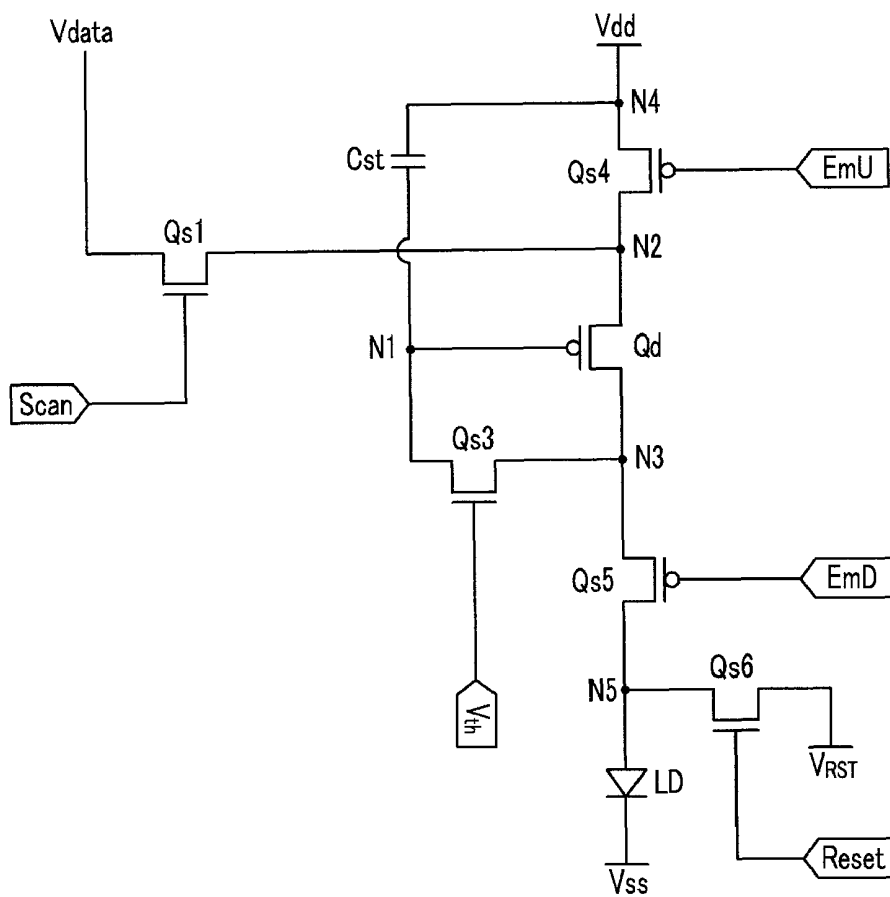 Vdata
Vdd
N4
Cst
Qs4
EmU
Qs1
N2
N1
Qd
Scan
Qs3
N3
Qs5
EmD
Qs6
N5
Vth
VRST
LD
Reset
Vss